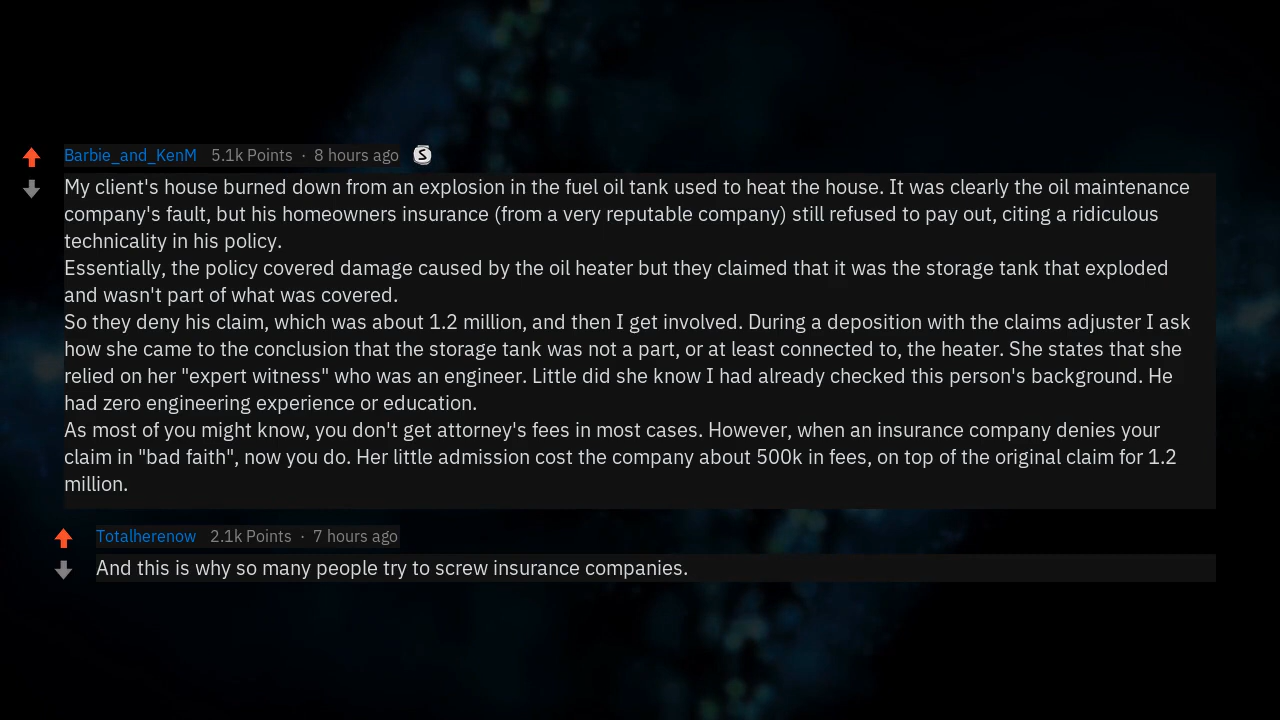 Barbie_and_KenM 5.1k Points · 8 hours ago S
My client's house burned down from an explosion in the fuel oil tank used to heat the house. It was clearly the oil maintenance
company's fault, but his homeowners insurance (from a very reputable company) still refused to pay out, citing a ridiculous
technicality in his policy.
Essentially, the policy covered damage caused by the oil heater but they claimed that it was the storage tank that exploded
and wasn't part of what was covered.
So they deny his claim, which was about 1.2 million, and then I get involved. During a deposition with the claims adjuster I ask
how she came to the conclusion that the storage tank was not a part, or at least connected to, the heater. She states that she
relied on her "expert witness" who was an engineer. Little did she know I had already checked this person's background. He
had zero engineering experience or education.
As most of you might know, you don't get attorney's fees in most cases. However, when an insurance company denies your
claim in "bad faith", now you do. Her little admission cost the company about 500k in fees, on top of the original claim for 1.2
million.
Totalherenow 2.1k Points · 7 hours ago
And this is why so many people try to screw insurance companies.